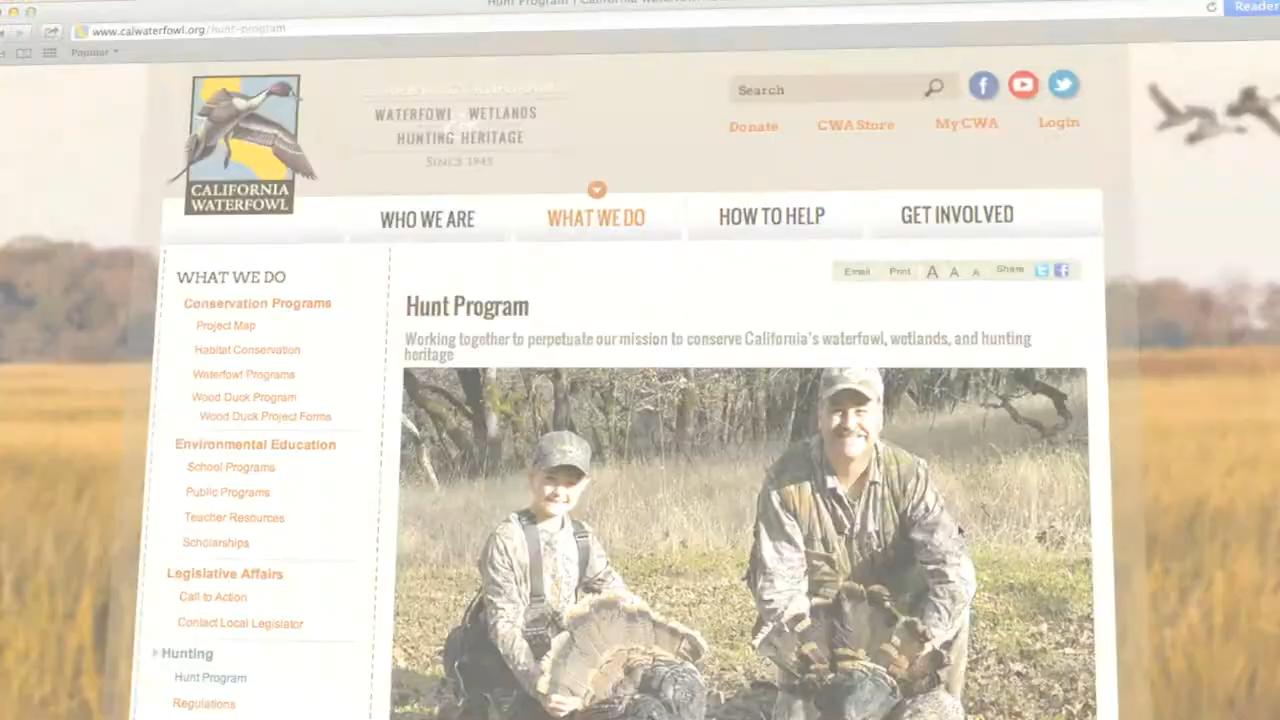 Hunt Program | California
Reader
www.calwaterfowl.org/hunt-program
Popular
CALIFORNIA
WATERFOWL
WATERFOWL WETLANDS
HUNTING HERITAGE
SINCE 1945
Search
Donate CWA Store My CWA Login
WHO WE ARE WHAT WE DO HOW TO HELP GET INVOLVED
Email Print A A A Share
WHAT WE DO
Conservation Programs
Project Map
Habitat Conservation
Waterfowl Programs
Wood Duck Program
Wood Duck Project Forms
Environmental Education
School Programs
Public Programs
Teacher Resources
Scholarships
Legislative Affairs
Call to Action
Contact Local Legislator
Hunting
Hunt Program
Regulations
Hunt Program
Working together to perpetuate our mission to conserve California's waterfowl, wetlands, and hunting
heritage